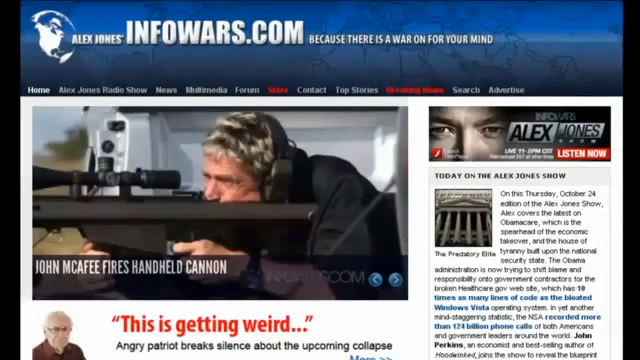 ALEX JONES' INFOWARS.COM BECAUSE THERE IS A WAR ON FOR YOUR MIND
Home Alex Jones Radio Show News Multimedia Forum Store Contact Top Stories Breaking News Search Advertise
JOHN MCAFEE FIRES HANDHELD CANNON
INFOWARS
ALEX JONES
SHOW
LIVE 11-2PM CST
LISTEN NOW
TODAY ON THE ALEX JONES SHOW
The Predatory Elite
On this Thursday, October 24
edition of the Alex Jones Show,
Alex covers the latest on
Obamacare, which is the
spearhead of the economic
takeover, and the house of
tyranny built upon the national
security state. The Obama
administration is now trying to shift blame and
responsibility onto government contractors for the
broken Healthcare.gov web site, which has 10
times as many lines of code as the bloated
Windows Vista operating system. In yet another
mind-staggering statistic, the NSA recorded more
than 124 billion phone calls of both Americans
and government leaders around the world. John
Perkins, an economist and best-selling author of
Hoodwinked, joins the show to reveal the blueprint
“This is getting weird...”
Angry patriot breaks silence about the upcoming collapse
More >>